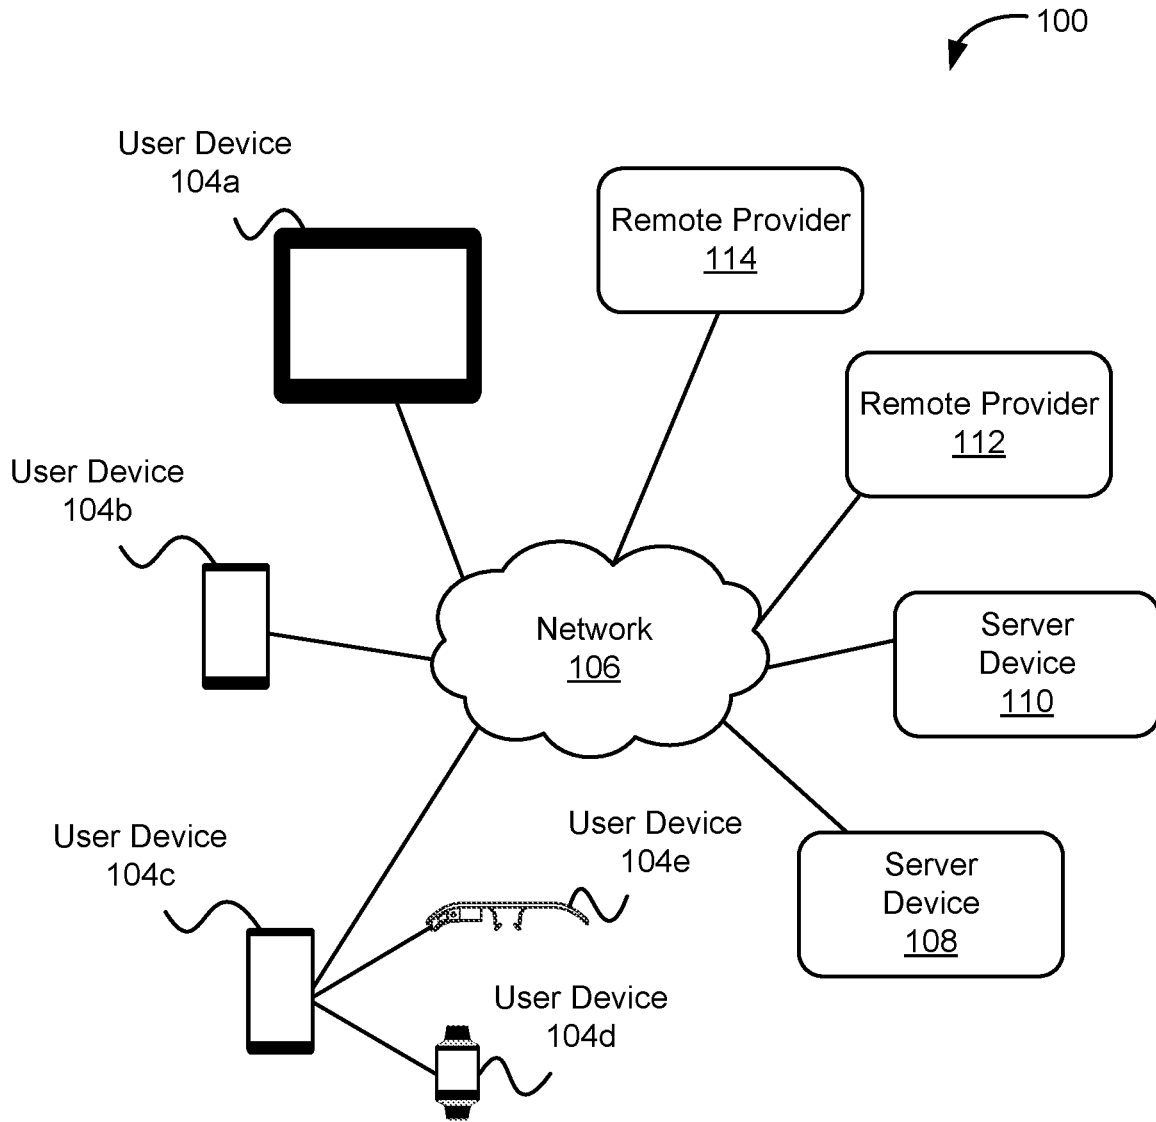 100
User Device
104a
Remote Provider
114
Remote Provider
112
User Device
104b
Network
106
Server
Device
110
User Device
104c
User Device
104e
Server
Device
108
User Device
104d